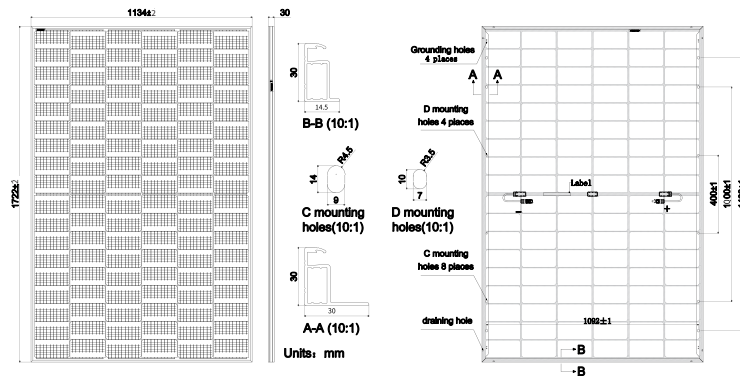 1134±2
30
1722±2
30
14.5
B-B (10:1)
R4.5
14
9
C mounting
holes(10:1)
R3.5
10
7
D mounting
holes(10:1)
30
30
A-A (10:1)
Units: mm
Grounding holes
4 places
A
A
D mounting
holes 4 places
Label
-
+
400±1
C mounting
holes 8 places
1092±1
draining hole
B
B